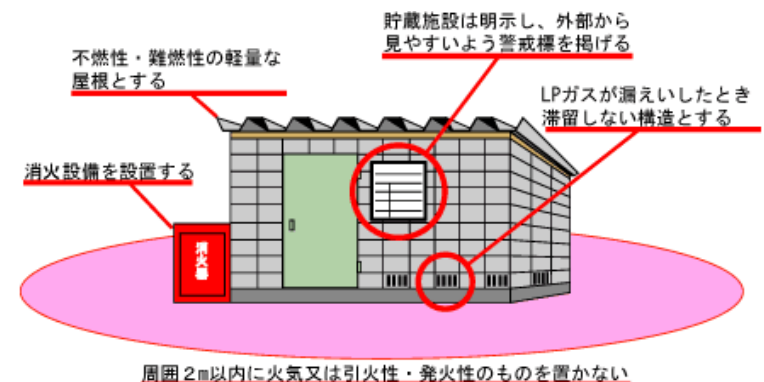 貯蔵施設は明示し、外部から
見やすいよう警戒標を掲げる
不燃性・難燃性の軽量な
屋根とする
LPガスが漏えいしたとき
滞留しない構造とする
消火設備を設置する
消火器
周囲2m以内に火気又は引火性・発火性のものを置かない